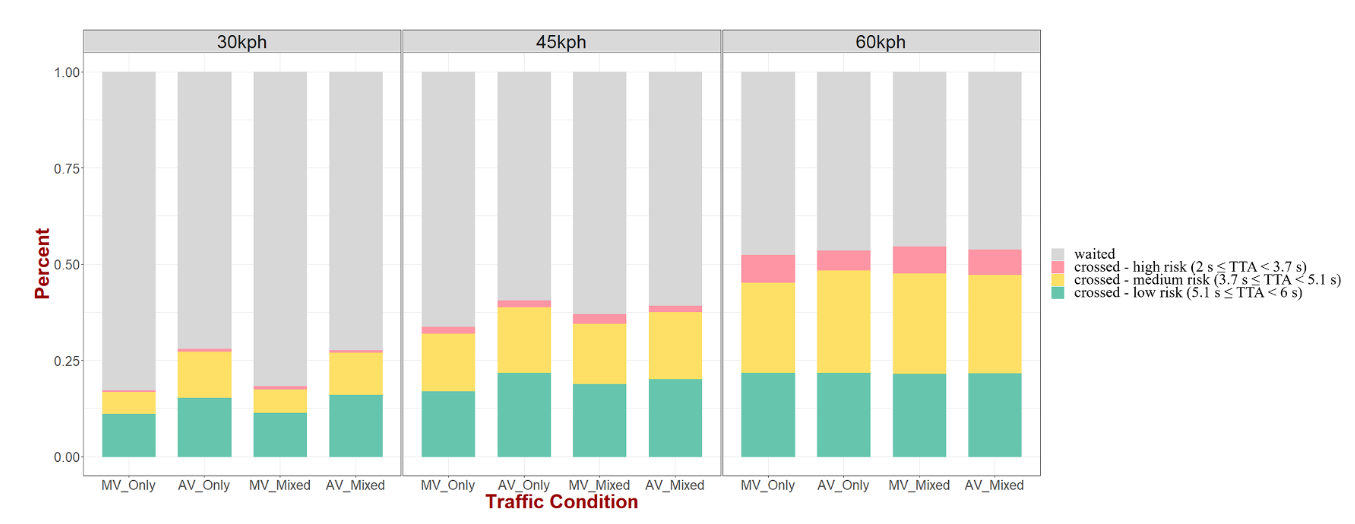 30kph 45kph 60kph
1.00
0.75
0.50
0.25
0.00
Percent
MV_Only AV_Only MV_Mixed AV_Mixed MV_Only AV_Only MV_Mixed AV_Mixed MV_Only AV_Only MV_Mixed AV_Mixed
Traffic Condition
waited
crossed - high risk (2 s ≤ TTA < 3.7 s)
crossed - medium risk (3.7 s ≤ TTA < 5.1 s)
crossed - low risk (5.1 s ≤ TTA < 6 s)